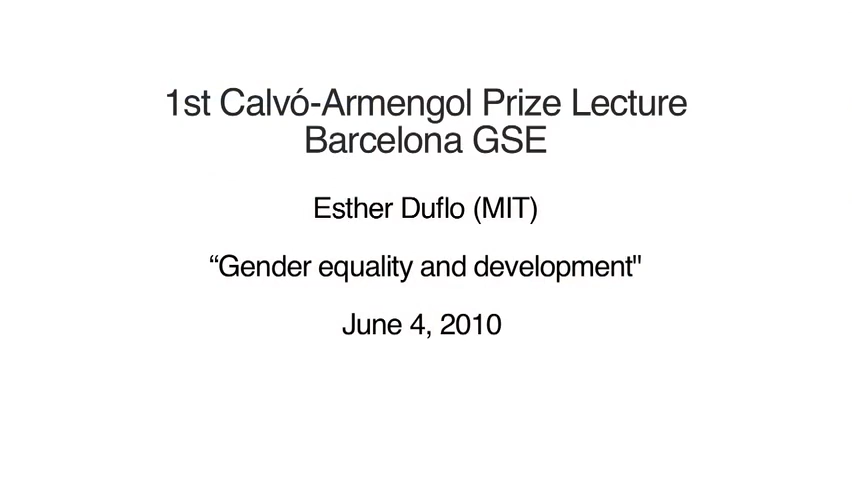 1st Calvó-Armengol Prize Lecture
Barcelona GSE
Esther Duflo (MIT)
“Gender equality and development"
June 4, 2010